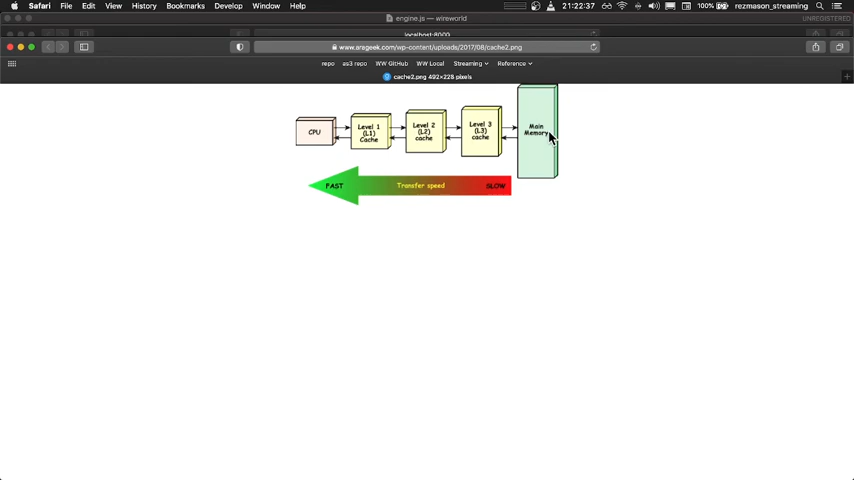 Safari File Edit View History Bookmarks Develop Window Help 100% 21:22:37 rezmason_streaming
engine.js — wireworld UNREGISTERED
localhost:8000
www.arageek.com/wp-content/uploads/2017/08/cache2.png
repo as3 repo WW GitHub WW Local Streaming Reference
cache2.png 492×228 pixels
CPU
Level 1
(L1)
Cache
Level 2
(L2)
cache
Level 3
(L3)
cache
Main
Memory
FAST Transfer speed SLOW